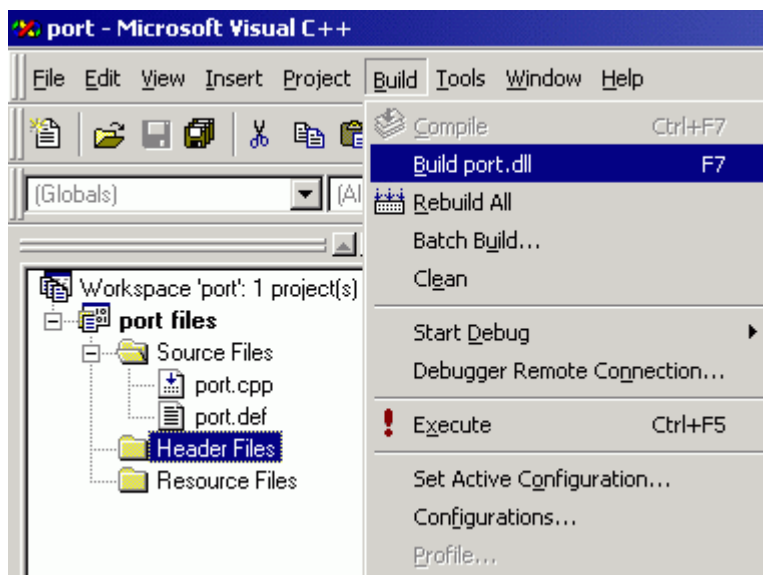 port - Microsoft Visual C++
File Edit View Insert Project Build Tools Window Help
(Globals)
(Al
Compile Ctrl+F7
Build port.dll F7
Rebuild All
Batch Build...
Clean
Start Debug
Debugger Remote Connection...
Execute Ctrl+F5
Set Active Configuration...
Configurations...
Profile...
Workspace 'port': 1 project(s)
port files
Source Files
port.cpp
port.def
Header Files
Resource Files